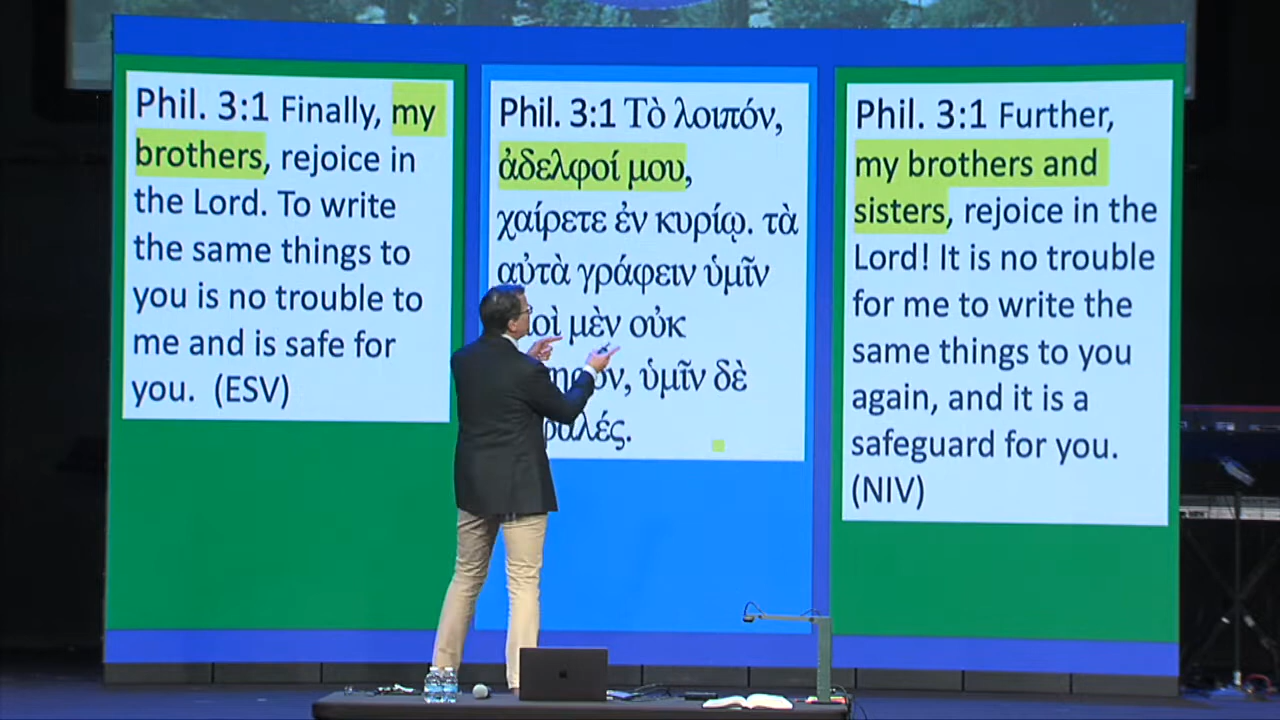 Phil. 3:1 Finally, my
brothers, rejoice in
the Lord. To write
the same things to
you is no trouble to
me and is safe for
you. (ESV)
Phil. 3:1 Τὸ λοιπόν,
ἀδελφοί μου,
χαίρετε ἐν κυρίῳ. τὰ
αὐτὰ γράφειν ὑμῖν
μὲν οὐκ
ὑμῖν δὲ
Phil. 3:1 Further,
my brothers and
sisters, rejoice in the
Lord! It is no trouble
for me to write the
same things to you
again, and it is a
safeguard for you.
(NIV)